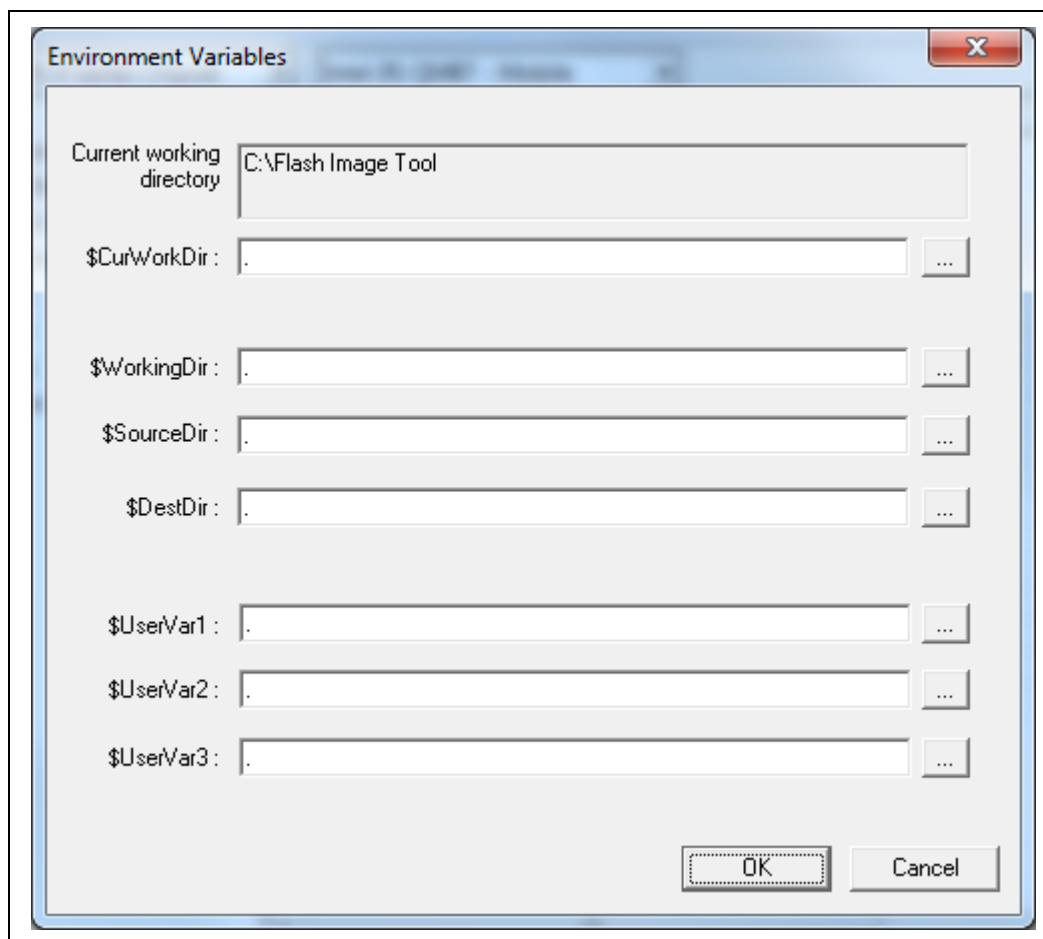 Environment Variables
Current working
directory
C:\Flash Image Tool
$CurWorkDir : . ...
$WorkingDir : . ...
$SourceDir : . ...
$DestDir : . ...
$UserVar1 : . ...
$UserVar2 : . ...
$UserVar3 : . ...
OK Cancel